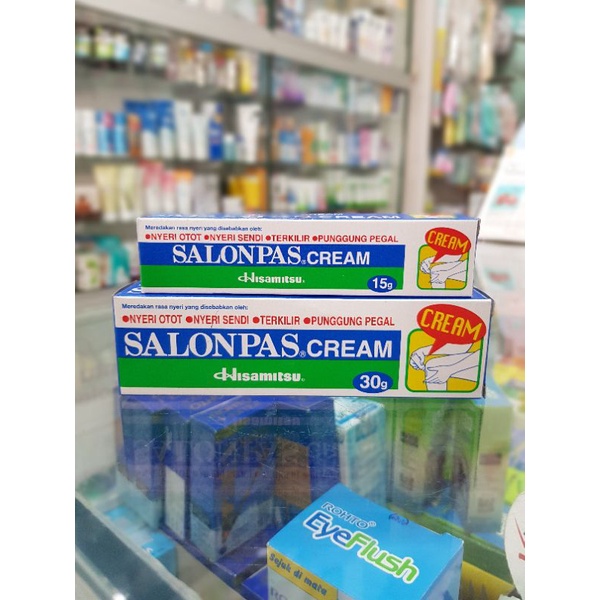 CREAM
Meredakan rasa nyeri yang disebabkan oleh:
•NYERI OTOT •NYERI SENDI •TERKILIR •PUNGGUNG PEGAL
SALONPAS® CREAM
Hisamitsu®
15g
CREAM
Meredakan rasa nyeri yang disebabkan oleh:
•NYERI OTOT •NYERI SENDI •TERKILIR •PUNGGUNG PEGAL
SALONPAS® CREAM
Hisamitsu®
30g
CREAM
ROHTO®
EyeFlush
Sejuk di mata